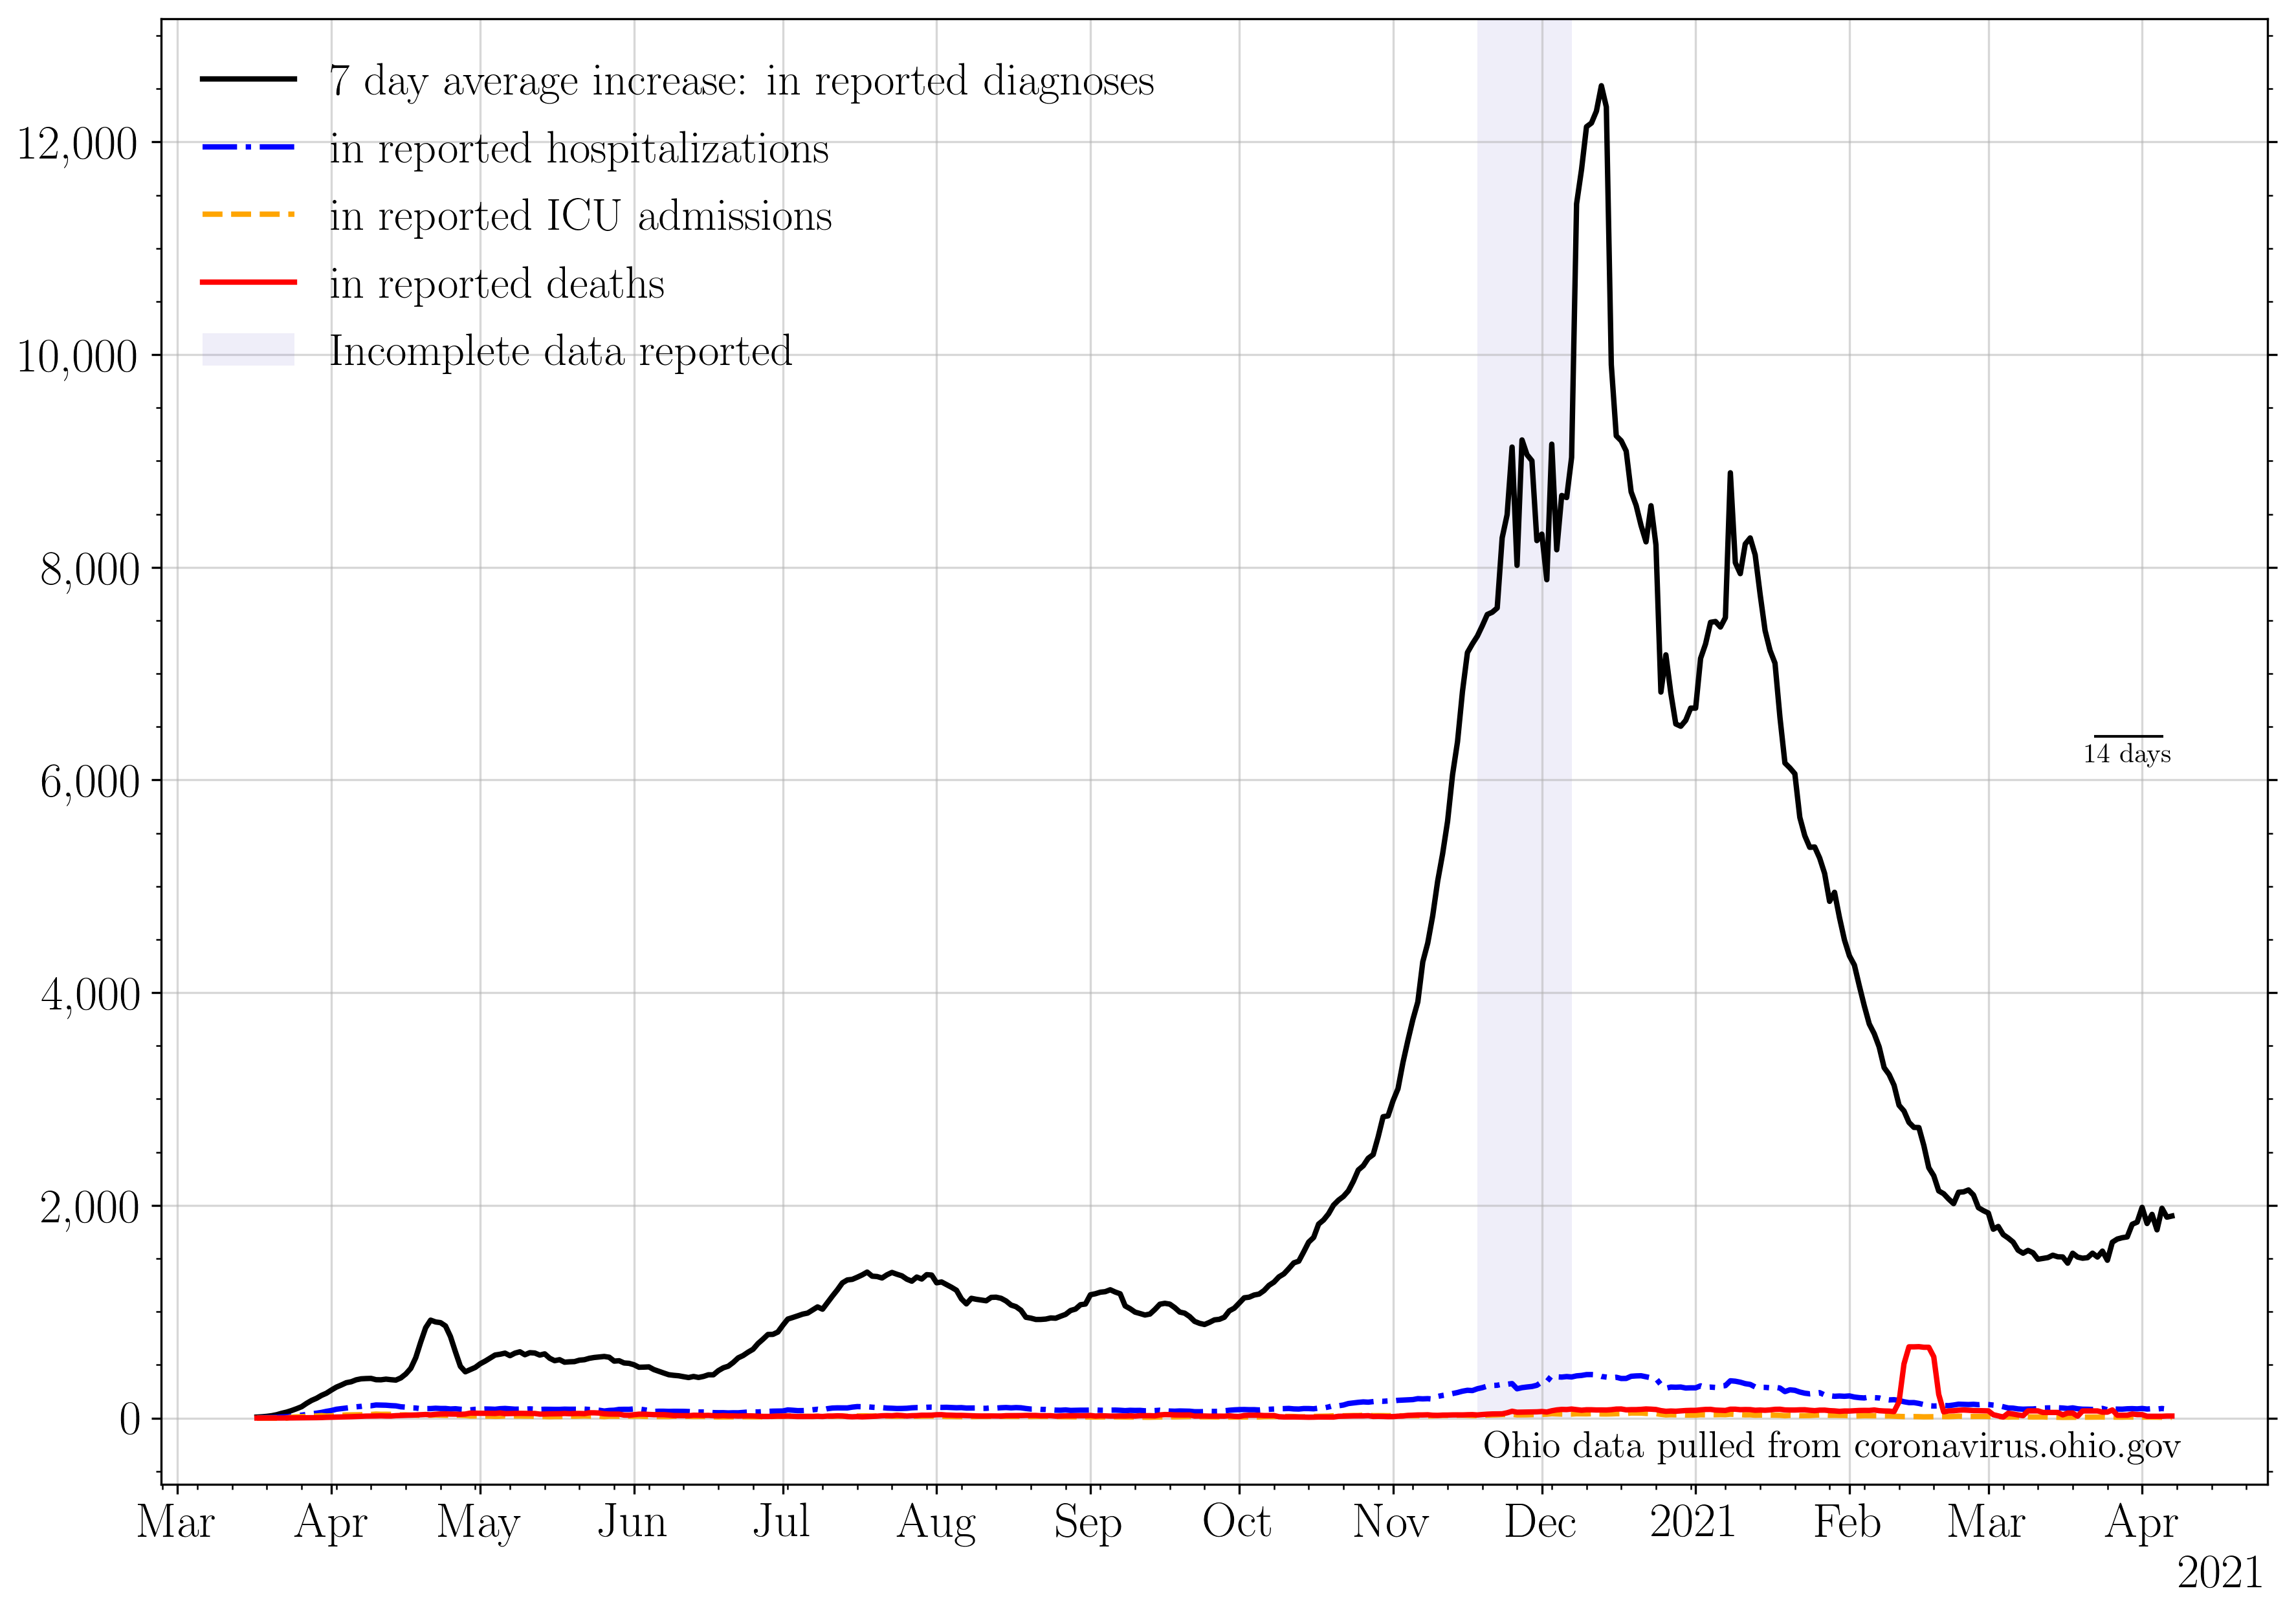 7 day average increase: in reported diagnoses
in reported hospitalizations
in reported ICU admissions
in reported deaths
Incomplete data reported
12,000
10,000
8,000
6,000
4,000
2,000
0
14 days
Ohio data pulled from coronavirus.ohio.gov
Mar Apr May Jun Jul Aug Sep Oct Nov Dec 2021 Feb Mar Apr
2021